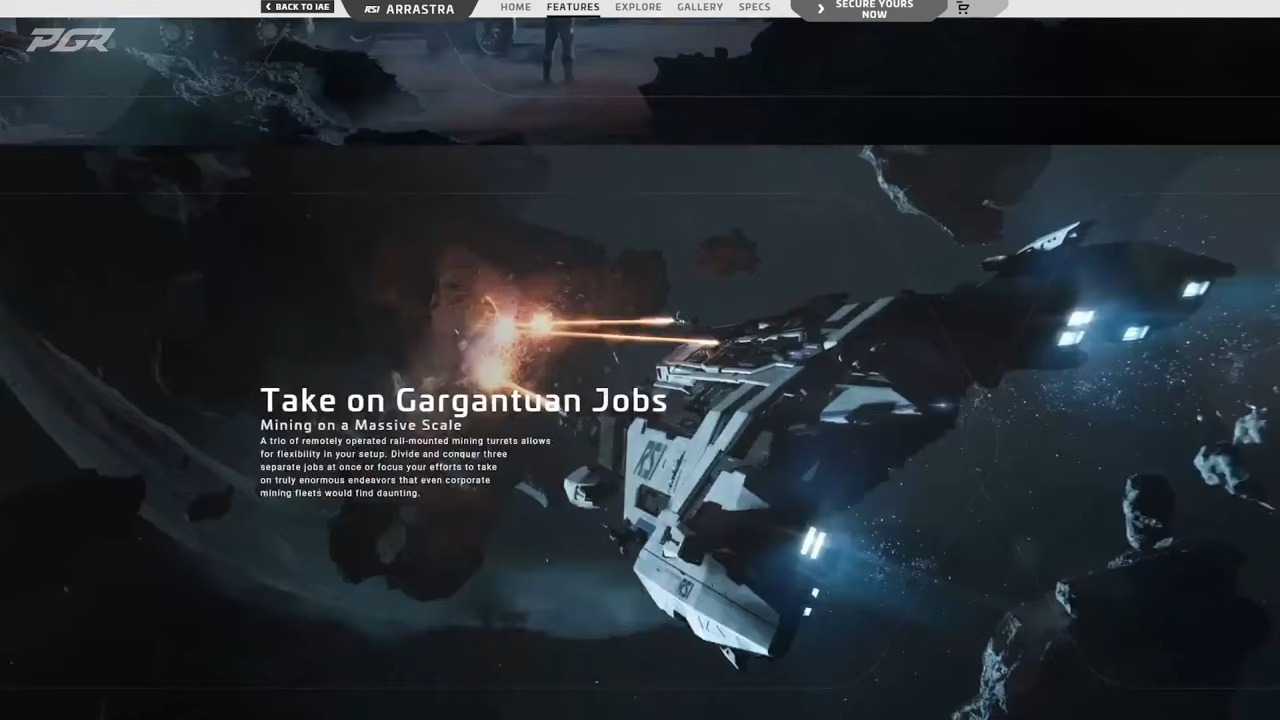 BACK TO IAE
RSI ARRASTRA
HOME FEATURES EXPLORE GALLERY SPECS
SECURE YOURS
NOW
PGR
Take on Gargantuan Jobs
Mining on a Massive Scale
A trio of remotely operated rail-mounted mining turrets allows
for flexibility in your setup. Divide and conquer three
separate jobs at once or focus your efforts to take
on truly enormous endeavors that even corporate
mining fleets would find daunting.
RSI
RSI